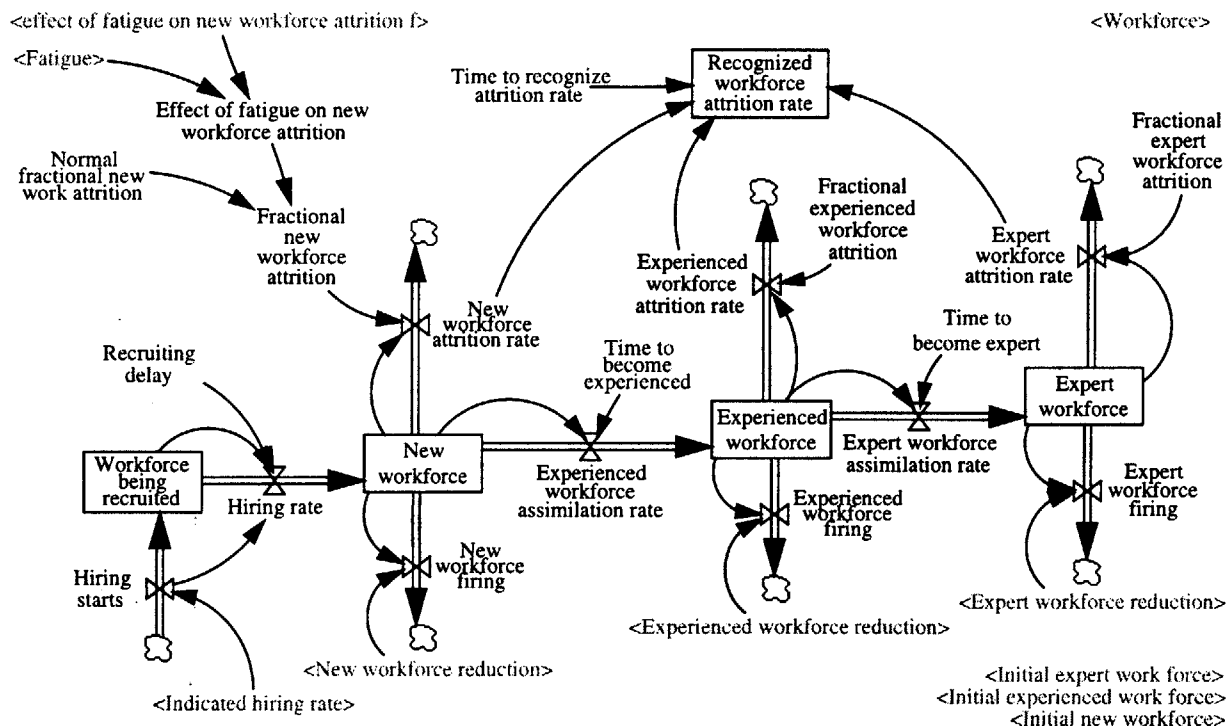 <effect of fatigue on new workforce attrition f>
<Workforce>
<Fatigue>
Effect of fatigue on new
workforce attrition
Normal
fractional new
work attrition
Fractional
new
workforce
attrition
Time to recognize
attrition rate
Recognized
workforce
attrition rate
Fractional
expert
workforce
attrition
Fractional
experienced
workforce
attrition
Expert
workforce
attrition rate
Experienced
workforce
attrition rate
New
workforce
attrition rate
Recruiting
delay
Time to
become
experienced
Time to
become expert
Workforce
being
recruited
Hiring rate
New
workforce
Experienced
workforce
assimilation rate
Experienced
workforce
Expert workforce
assimilation rate
Expert
workforce
Hiring
starts
New
workforce
firing
Experienced
workforce
firing
Expert
workforce
firing
<Indicated hiring rate>
<New workforce reduction>
<Experienced workforce reduction>
<Expert workforce reduction>
<Initial expert work force>
<Initial experienced work force>
<Initial new workforce>